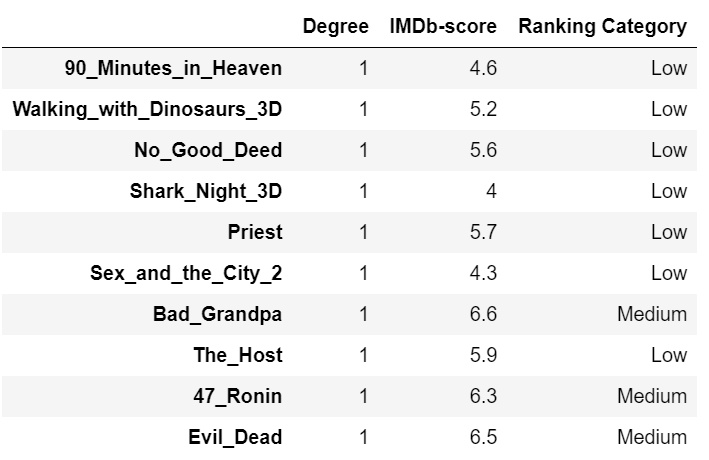 Degree IMDb-score Ranking Category
90_Minutes_in_Heaven 1 4.6 Low
Walking_with_Dinosaurs_3D 1 5.2 Low
No_Good_Deed 1 5.6 Low
Shark_Night_3D 1 4 Low
Priest 1 5.7 Low
Sex_and_the_City_2 1 4.3 Low
Bad_Grandpa 1 6.6 Medium
The_Host 1 5.9 Low
47_Ronin 1 6.3 Medium
Evil_Dead 1 6.5 Medium